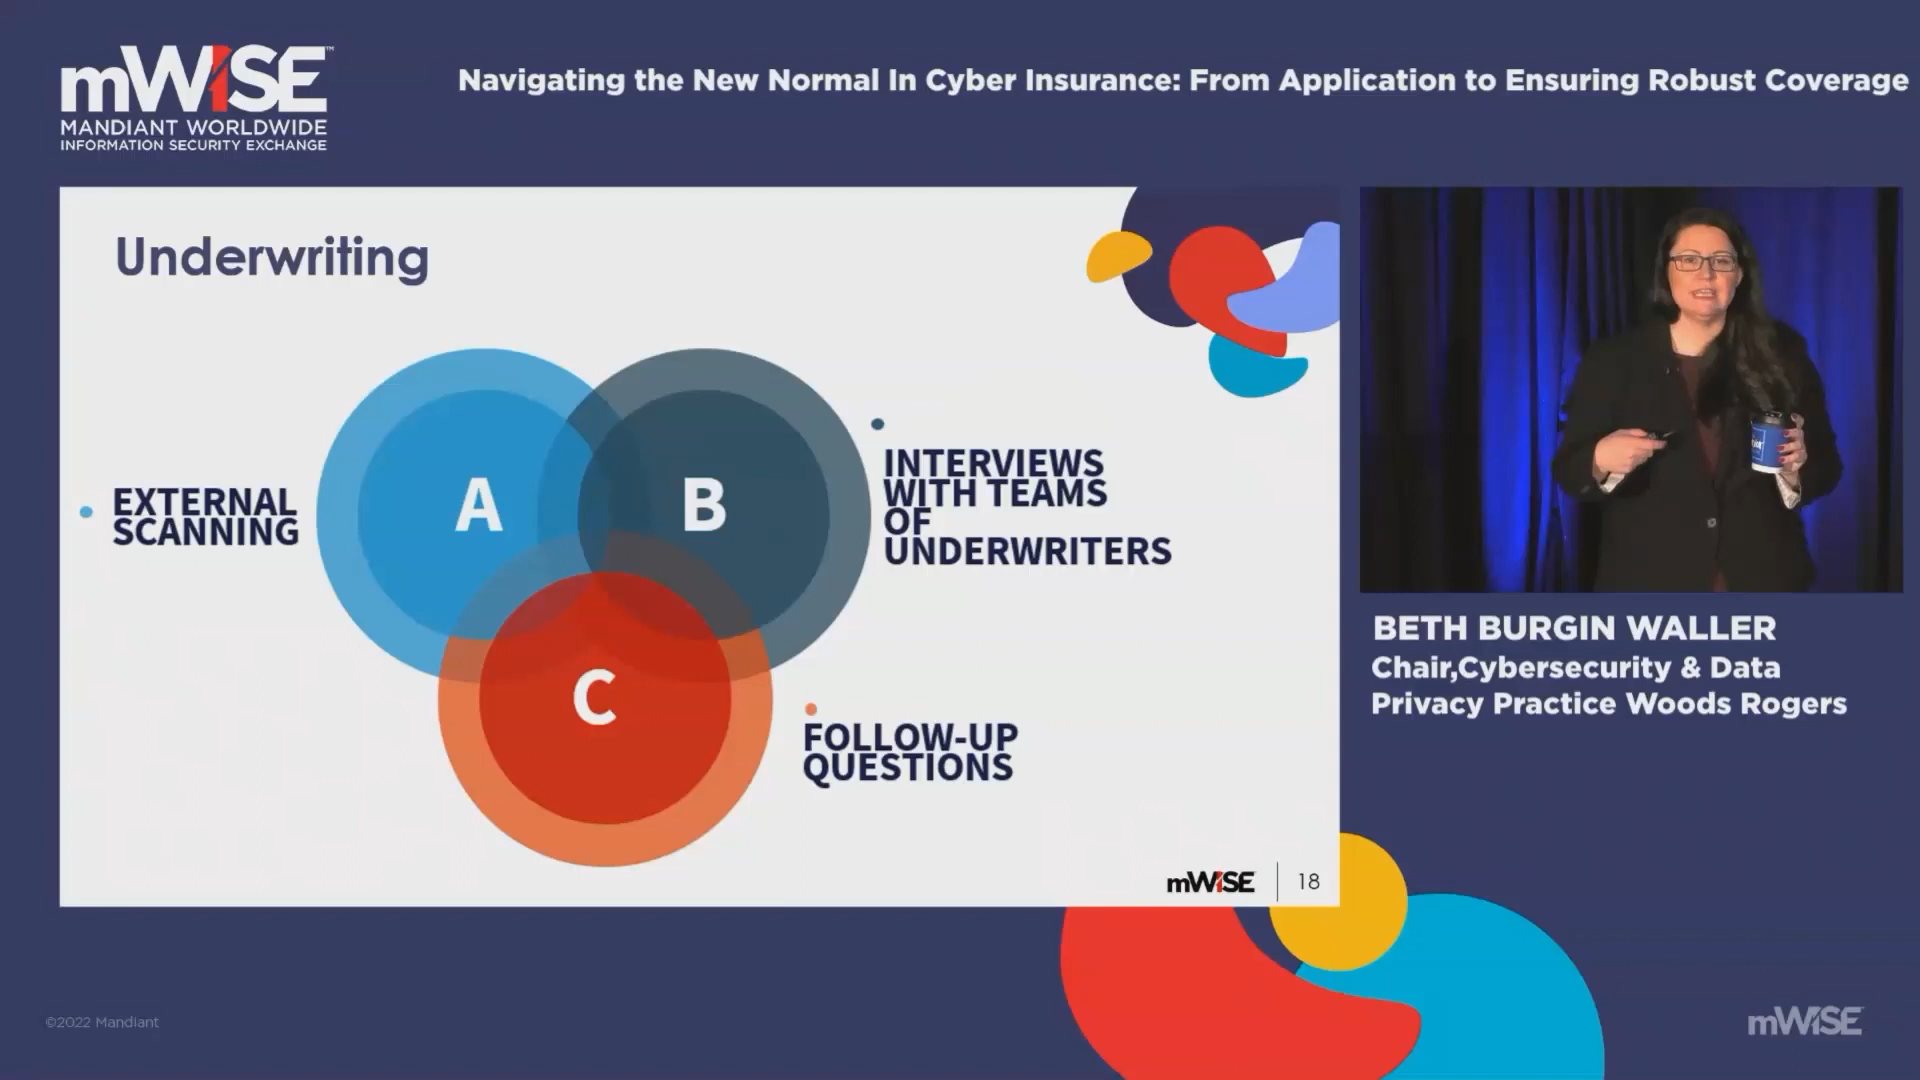 mWISE™
MANDIANT WORLDWIDE
INFORMATION SECURITY EXCHANGE
Navigating the New Normal In Cyber Insurance: From Application to Ensuring Robust Coverage
Underwriting
• EXTERNAL
SCANNING
A
B
C
•
INTERVIEWS
WITH TEAMS
OF
UNDERWRITERS
•
FOLLOW-UP
QUESTIONS
mWISE | 18
BETH BURGIN WALLER
Chair,Cybersecurity & Data
Privacy Practice Woods Rogers
©2022 Mandiant
mWISE